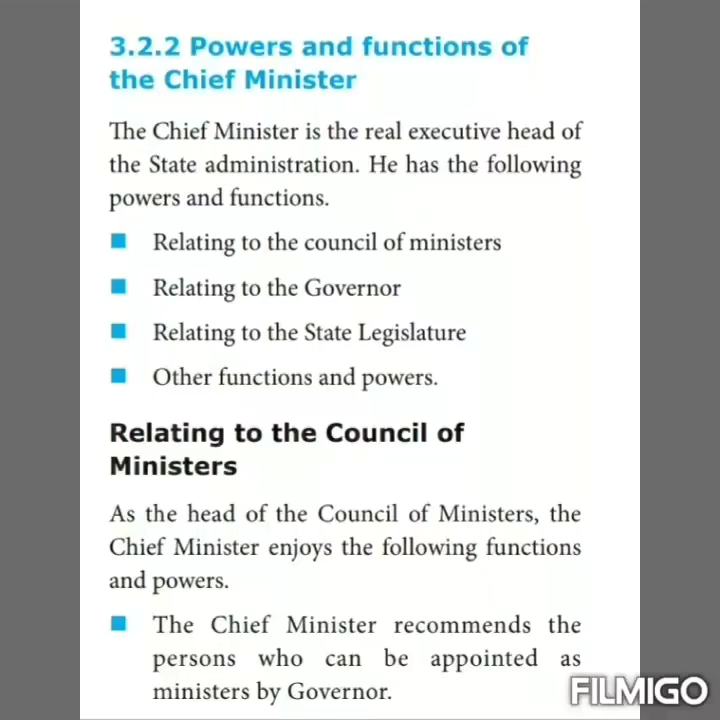 3.2.2 Powers and functions of
the Chief Minister
The Chief Minister is the real executive head of
the State administration. He has the following
powers and functions.
Relating to the council of ministers
Relating to the Governor
Relating to the State Legislature
Other functions and powers.
Relating to the Council of
Ministers
As the head of the Council of Ministers, the
Chief Minister enjoys the following functions
and powers.
The Chief Minister recommends the
persons who can be appointed as
ministers by Governor.
FILMIGO